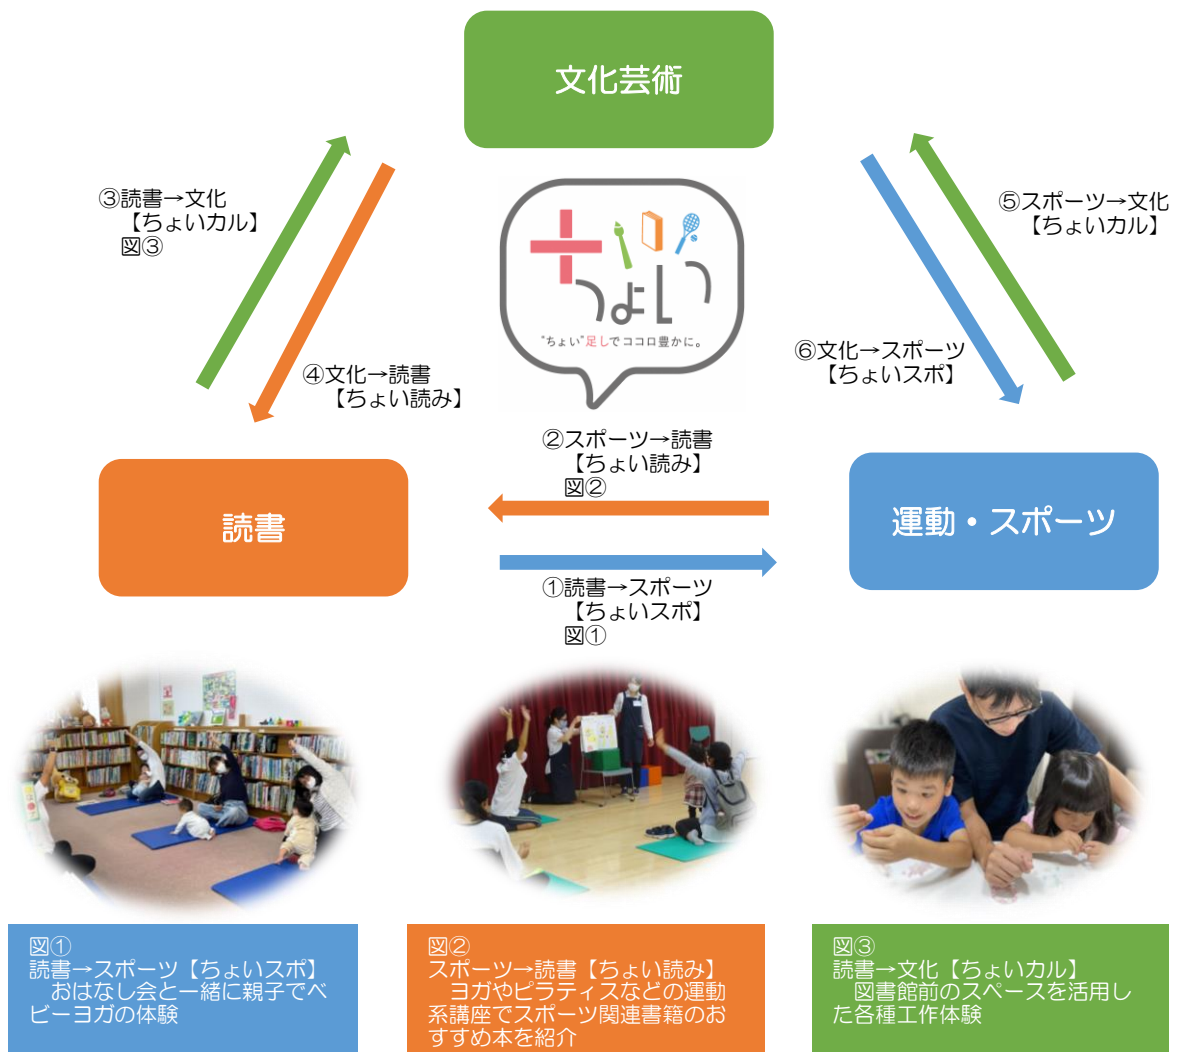 文化芸術
③読書→文化
【ちょいカル】
図③
⑤スポーツ→文化
【ちょいカル】
+ちょい
"ちょい"足しでココロ豊かに。
⑥文化→スポーツ
【ちょいスポ】
④文化→読書
【ちょい読み】
②スポーツ→読書
【ちょい読み】
図②
読書
運動・スポーツ
①読書→スポーツ
【ちょいスポ】
図①
図①
読書→スポーツ【ちょいスポ】
おはなし会と一緒に親子でベ
ビーヨガの体験
図②
スポーツ→読書【ちょい読み】
ヨガやピラティスなどの運動
系講座でスポーツ関連書籍のお
すすめ本を紹介
図③
読書→文化【ちょいカル】
図書館前のスペースを活用し
た各種工作体験